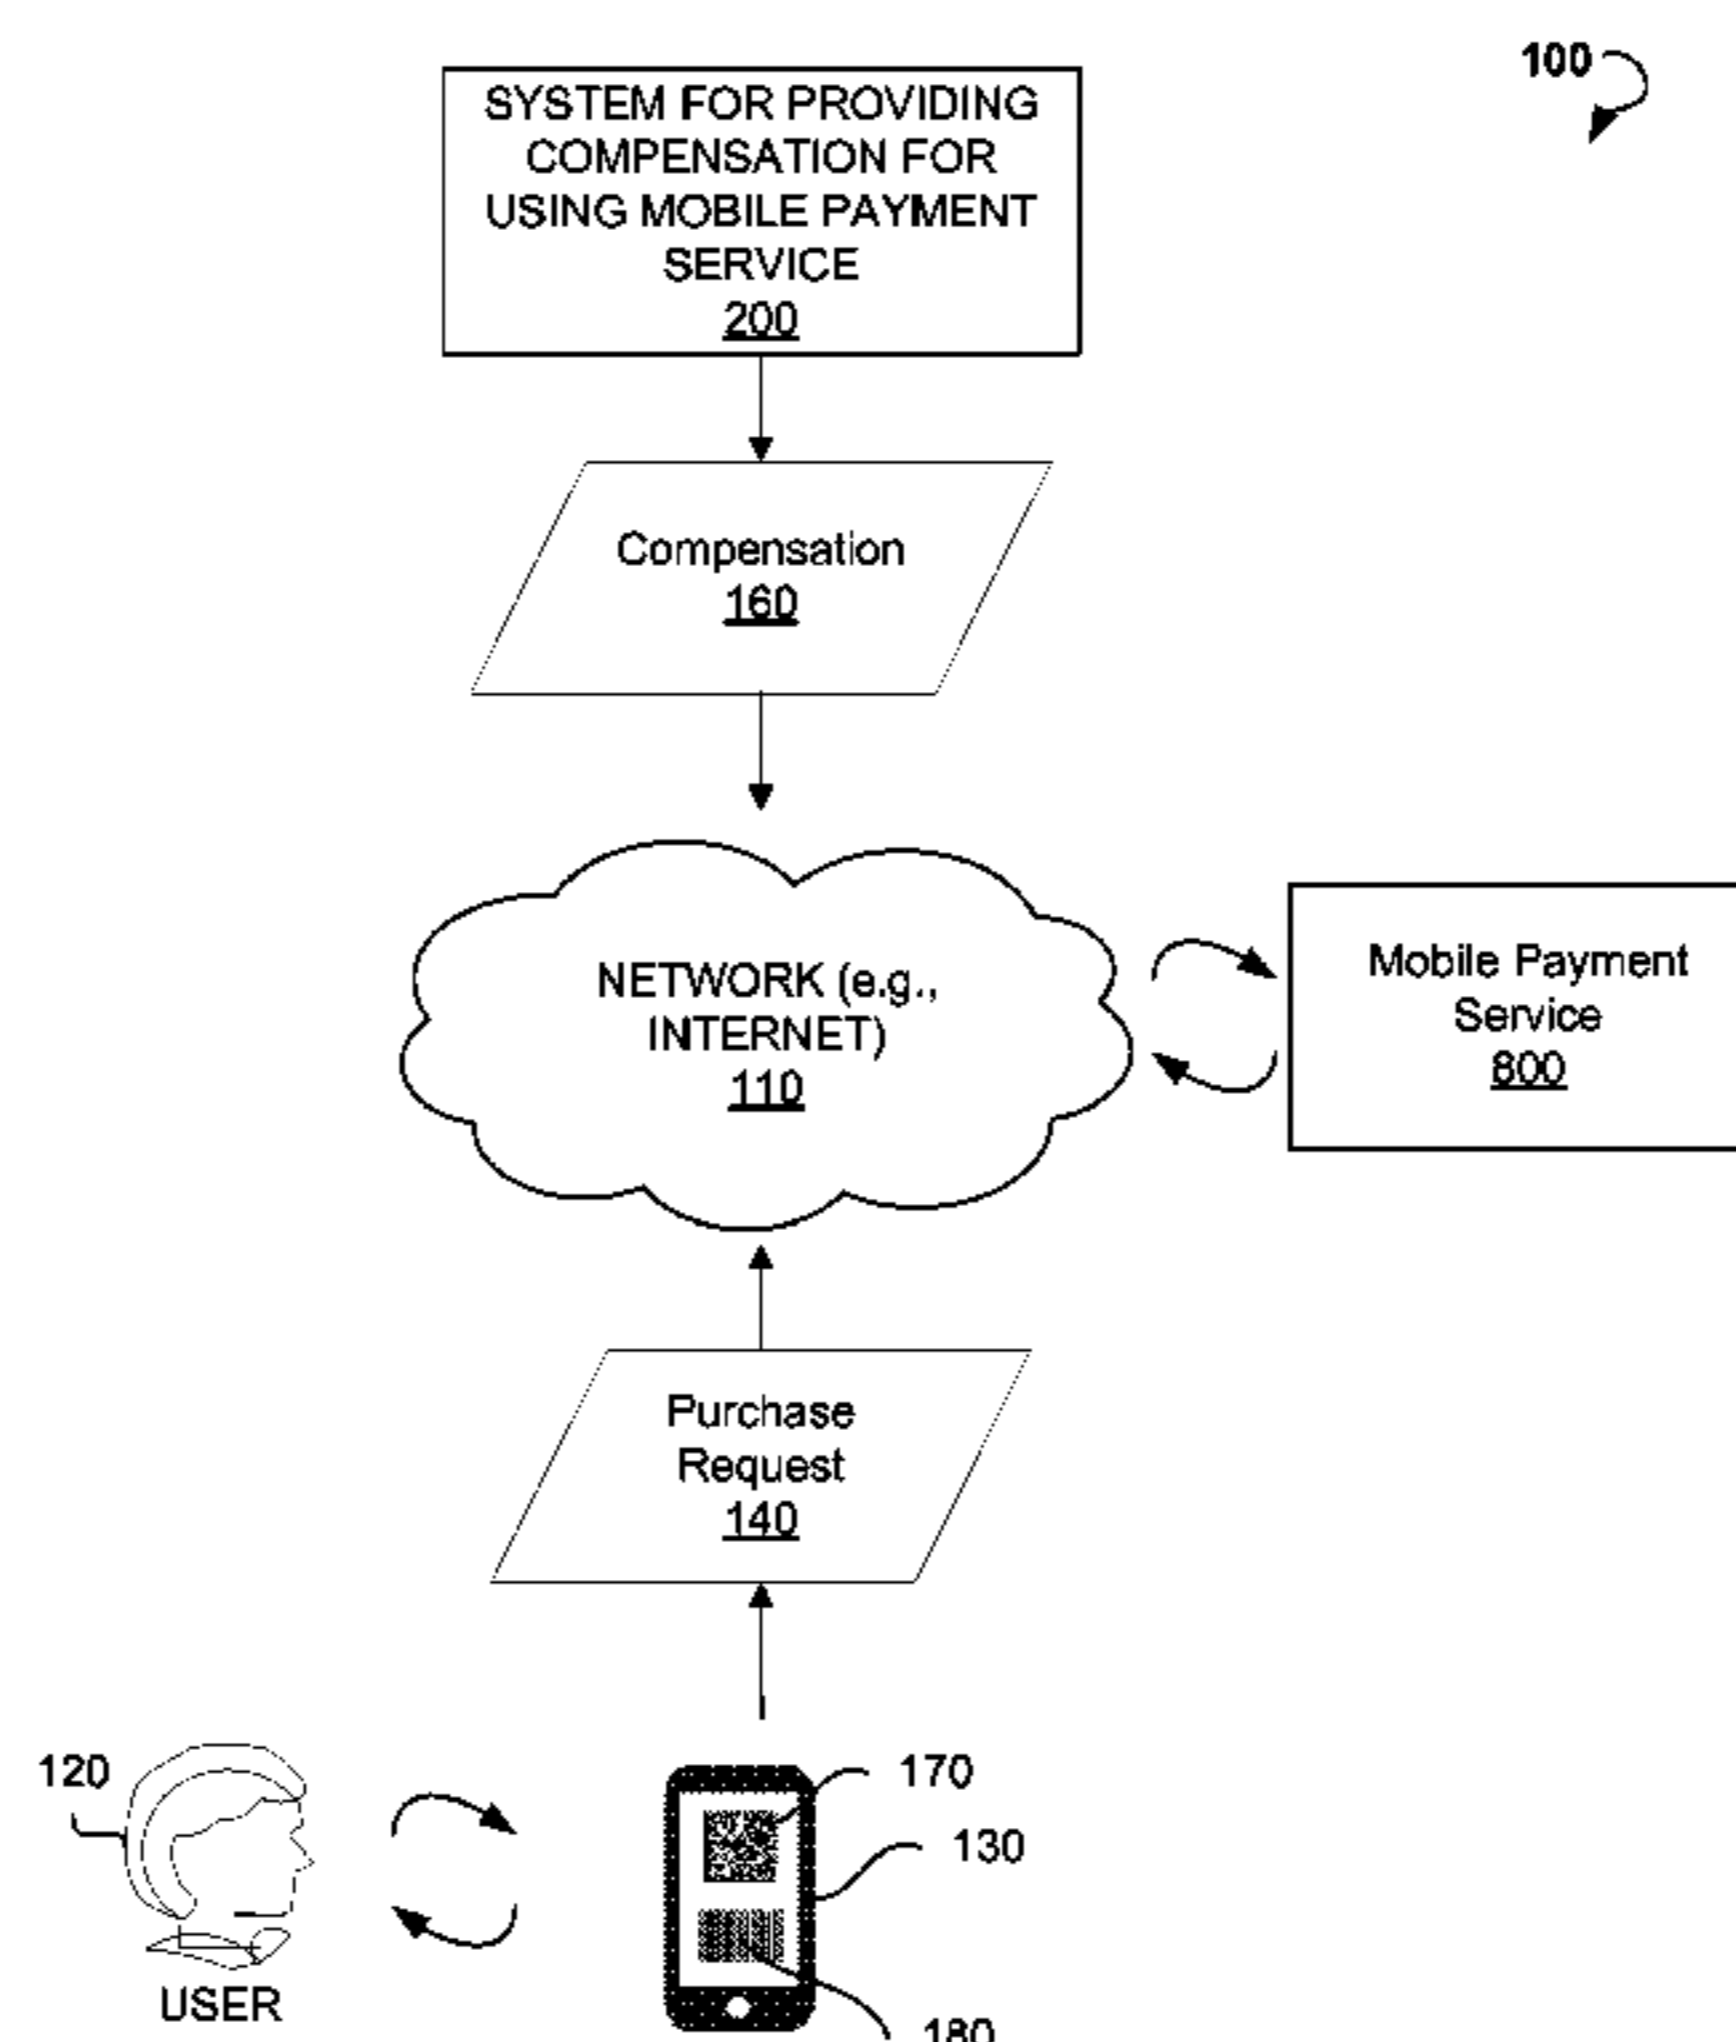 100
SYSTEM FOR PROVIDING
COMPENSATION FOR
USING MOBILE PAYMENT
SERVICE
200
Compensation
160
NETWORK (e.g.,
INTERNET)
110
Mobile Payment
Service
800
Purchase
Request
140
120
170
130
USER
180